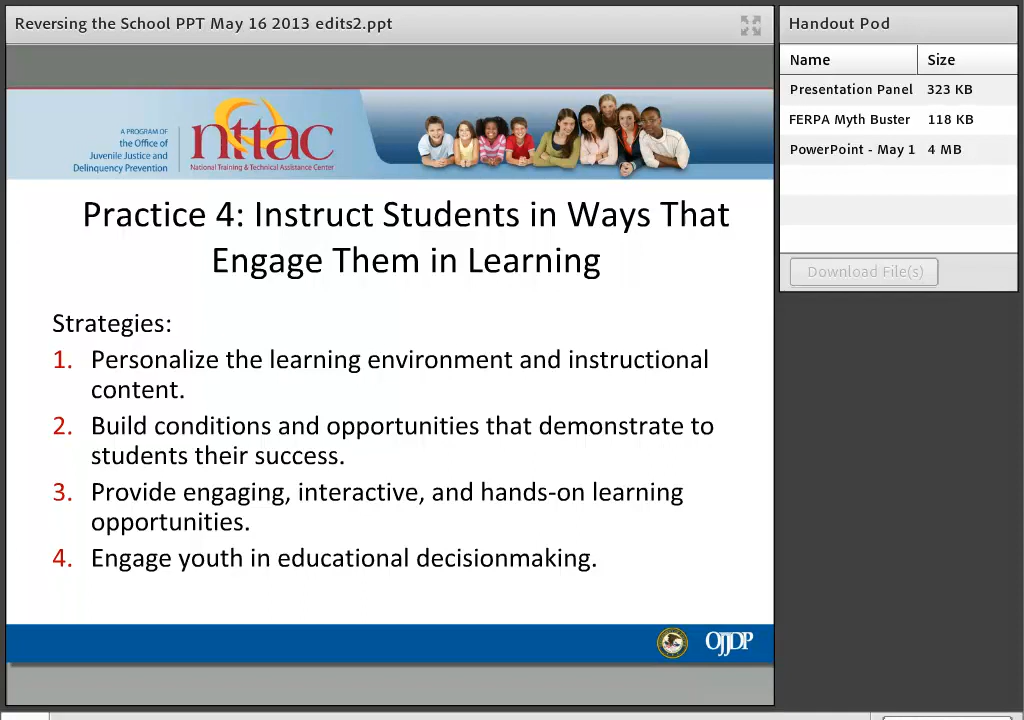 Reversing the School PPT May 16 2013 edits2.ppt
A PROGRAM OF
the Office of
Juvenile Justice and
Delinquency Prevention
nttac
National Training & Technical Assistance Center
Practice 4: Instruct Students in Ways That
Engage Them in Learning
Strategies:
1. Personalize the learning environment and instructional
content.
2. Build conditions and opportunities that demonstrate to
students their success.
3. Provide engaging, interactive, and hands-on learning
opportunities.
4. Engage youth in educational decisionmaking.
OJJDP
Handout Pod
Name Size
Presentation Panel 323 KB
FERPA Myth Buster 118 KB
PowerPoint - May 1 4 MB
Download File(s)